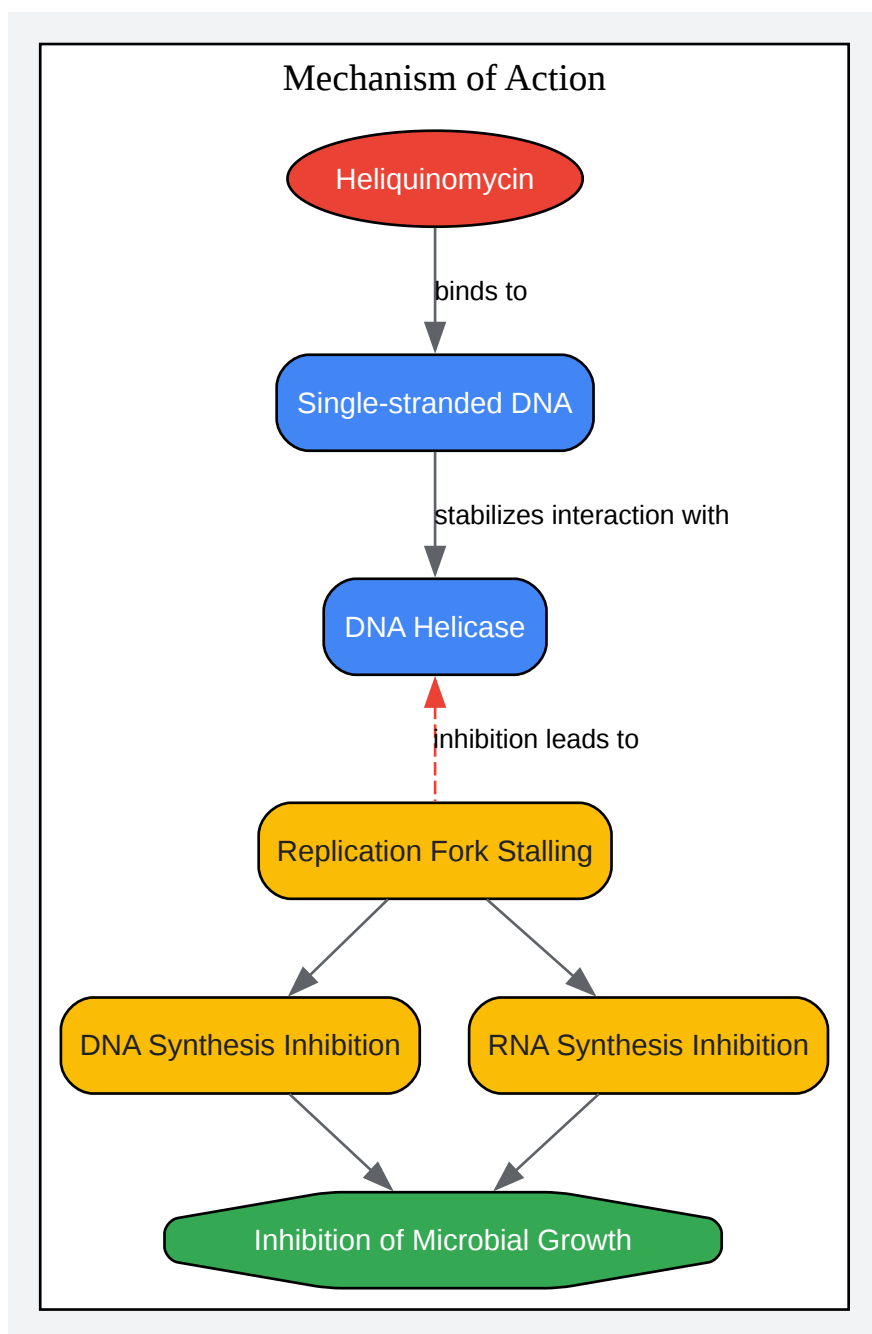 Mechanism of Action
Heliquinomycin
binds to
Single-stranded DNA
stabilizes interaction with
DNA Helicase
inhibition leads to
Replication Fork Stalling
DNA Synthesis Inhibition
RNA Synthesis Inhibition
Inhibition of Microbial Growth